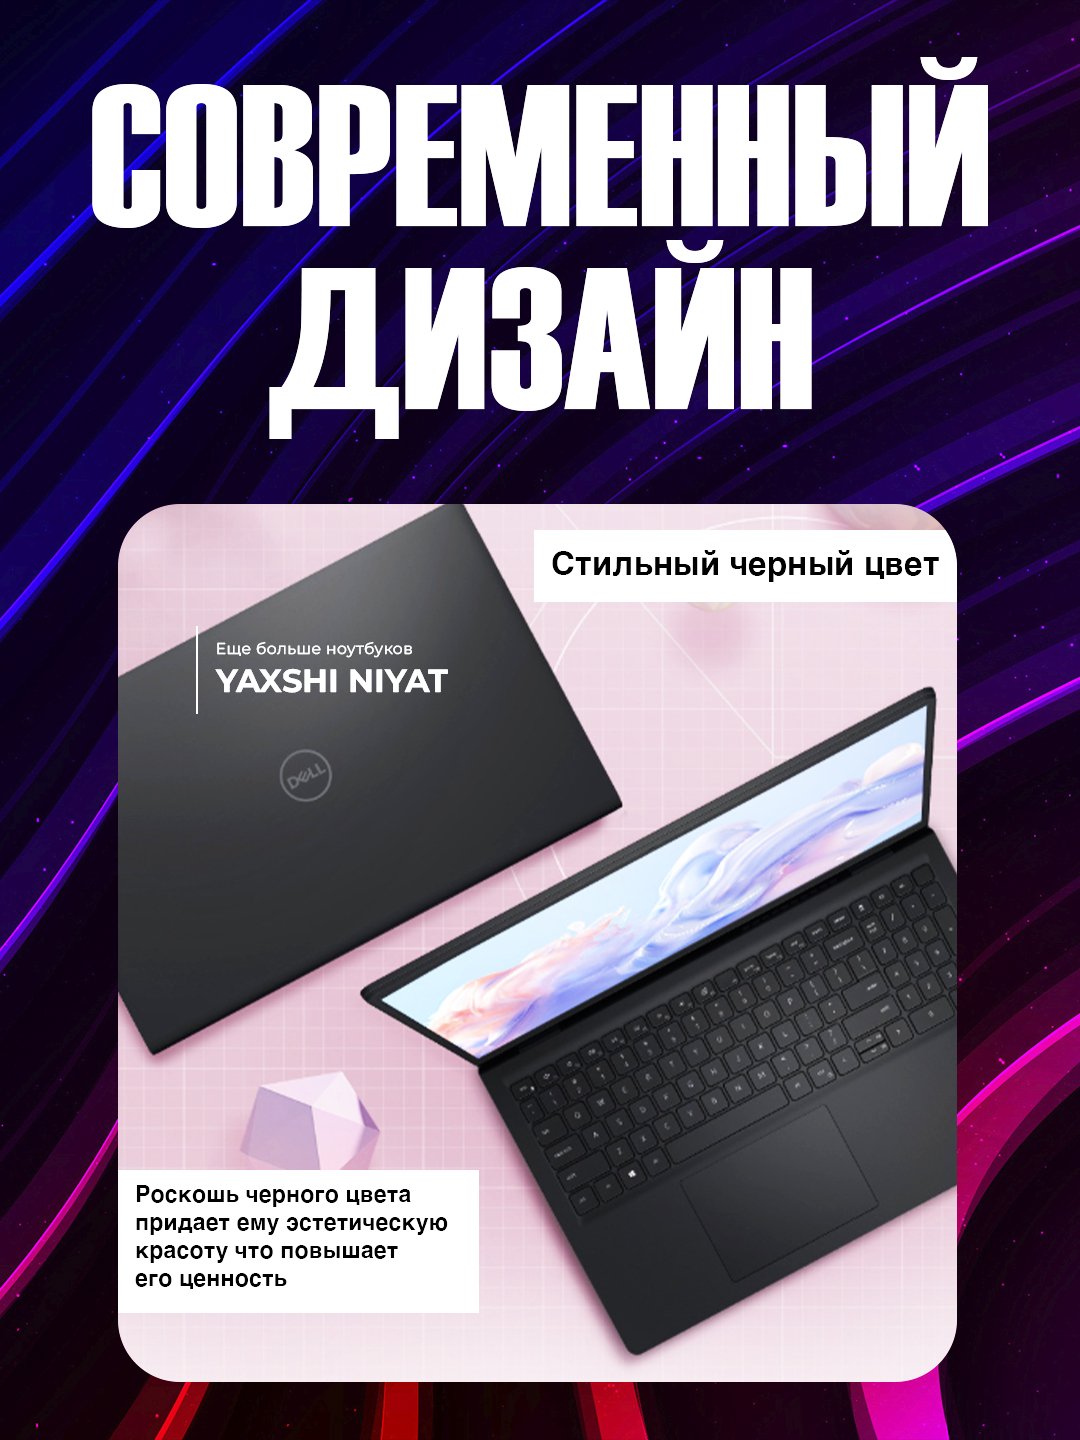 СОВРЕМЕННЫЙ
ДИЗАЙН
Стильный черный цвет
Еще больше ноутбуков
YAXSHI NIYAT
DELL
Роскошь черного цвета
придает ему эстетическую
красоту что повышает
его ценность